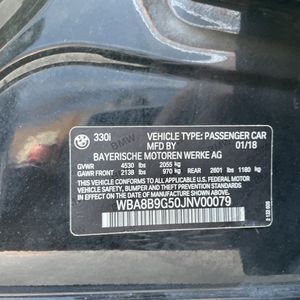 330i VEHICLE TYPE: PASSENGER CAR
MFD BY 01/18
BAYERISCHE MOTOREN WERKE AG
GVWR 4530 lbs 2055 kg
GAWR FRONT 2138 lbs 970 kg REAR 2601 lbs 1180 kg
THIS VEHICLE CONFORMS TO ALL APPLICABLE FEDERAL MOTOR
VEHICLE SAFETY, BUMPER, AND THEFT PREVENTION STANDARDS
IN EFFECT ON THE DATE OF MANUFACTURE SHOWN ABOVE.
WBA8B9G50JNV00079
BMW